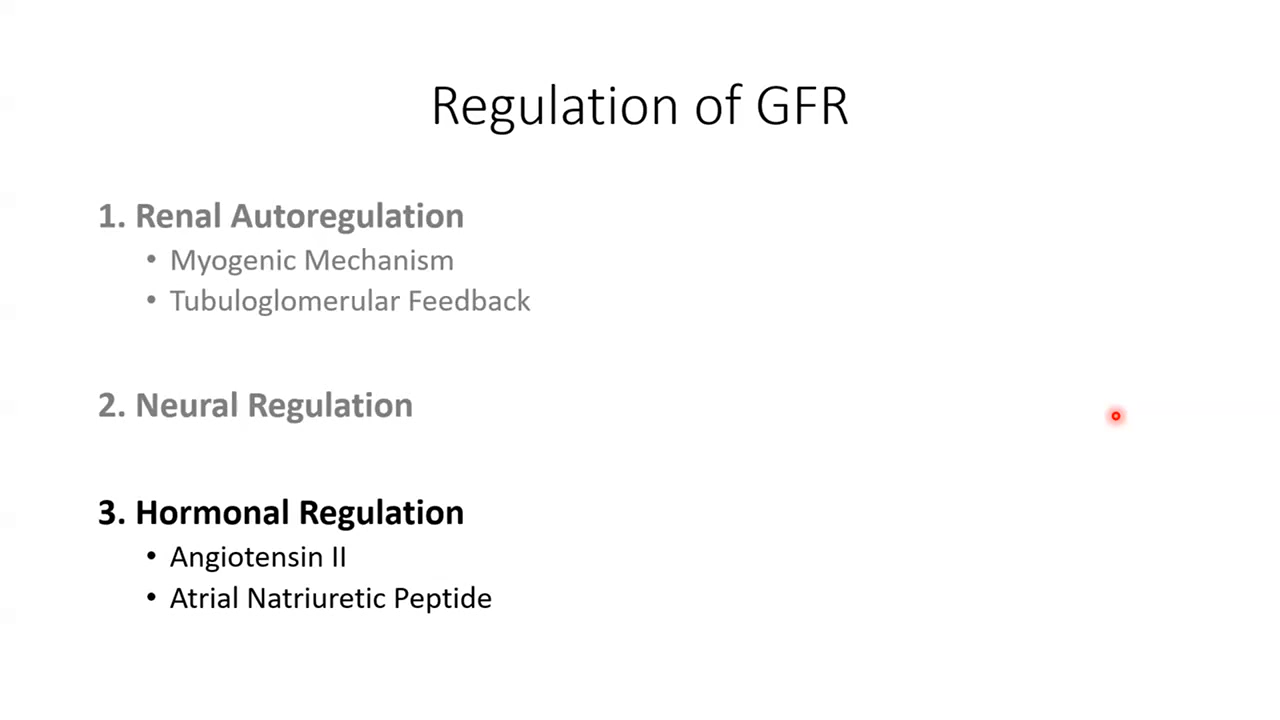 Regulation of GFR
1. Renal Autoregulation
• Myogenic Mechanism
• Tubuloglomerular Feedback
2. Neural Regulation
3. Hormonal Regulation
• Angiotensin II
• Atrial Natriuretic Peptide